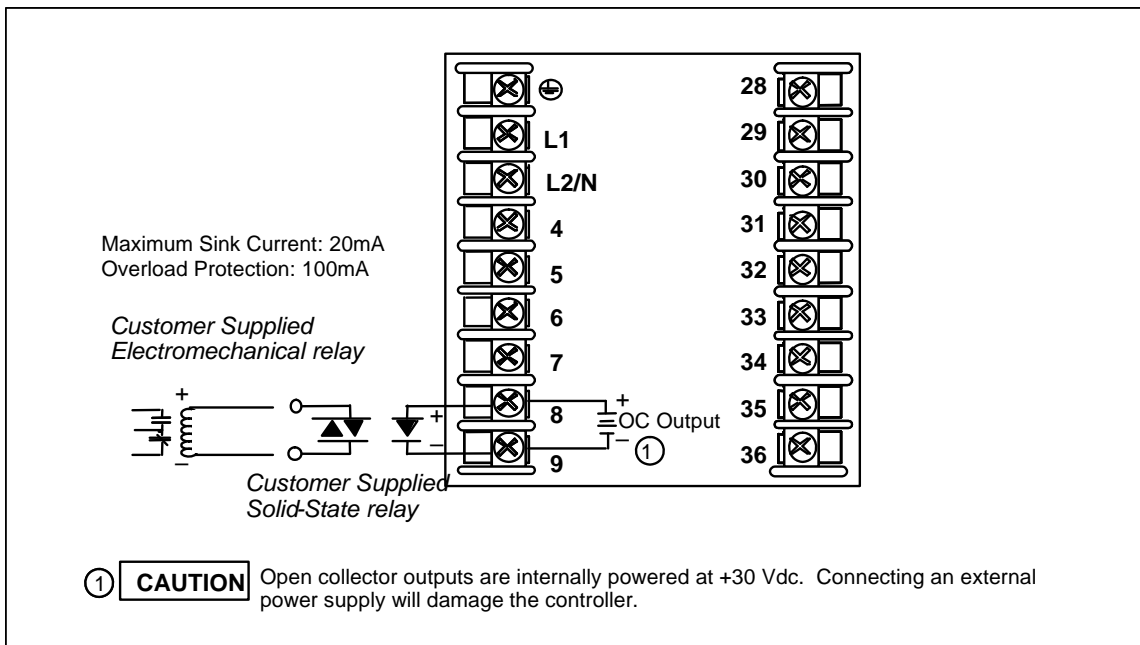 28
L1
29
L2/N
30
4
31
Maximum Sink Current: 20mA
Overload Protection: 100mA
5
32
6
33
Customer Supplied
Electromechanical relay
7
34
+
+
+
8
OC Output
35
–
–
–
1
9
36
Customer Supplied
Solid-State relay
1 CAUTION Open collector outputs are internally powered at +30 Vdc. Connecting an external
power supply will damage the controller.